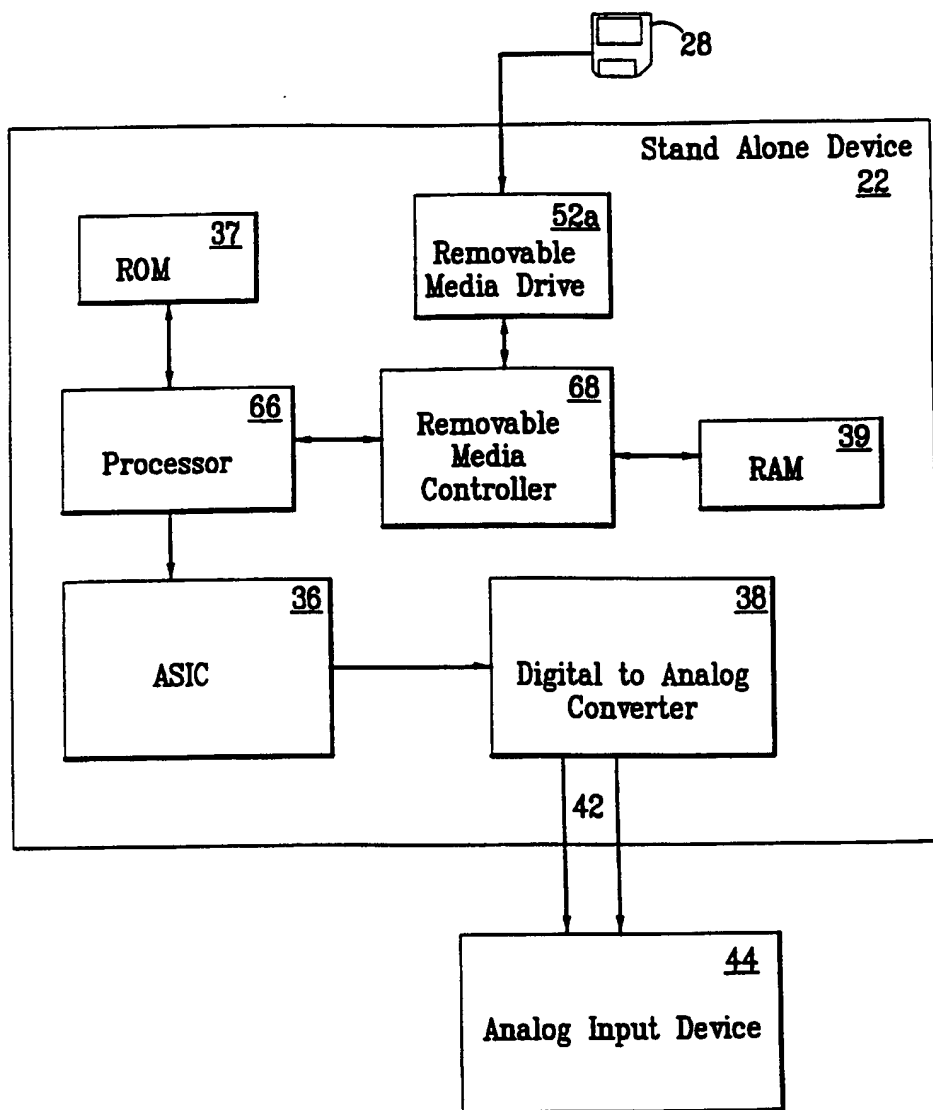 28
Stand Alone Device
22
52a
Removable
Media Drive
37
ROM
66
Processor
68
Removable
Media
Controller
39
RAM
36
ASIC
38
Digital to Analog
Converter
42
44
Analog Input Device